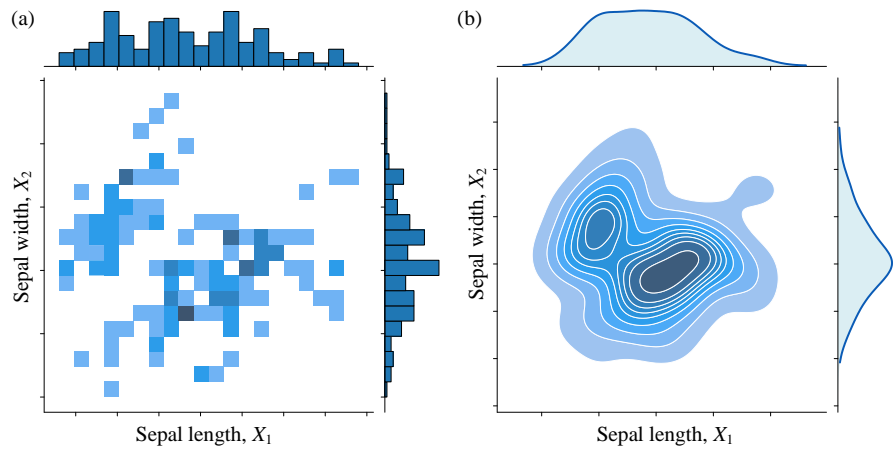 (a)
Sepal width, X2
Sepal length, X1
(b)
Sepal width, X2
Sepal length, X1